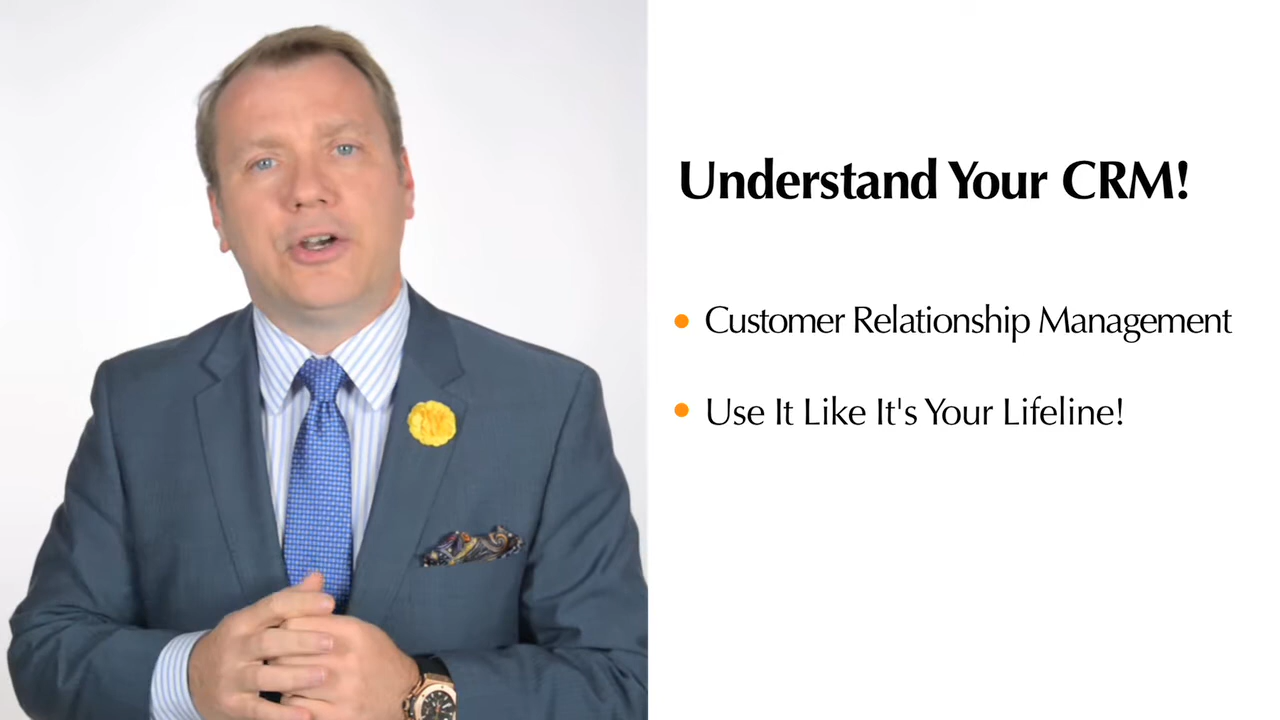 Understand Your CRM!
Customer Relationship Management
Use It Like It's Your Lifeline!